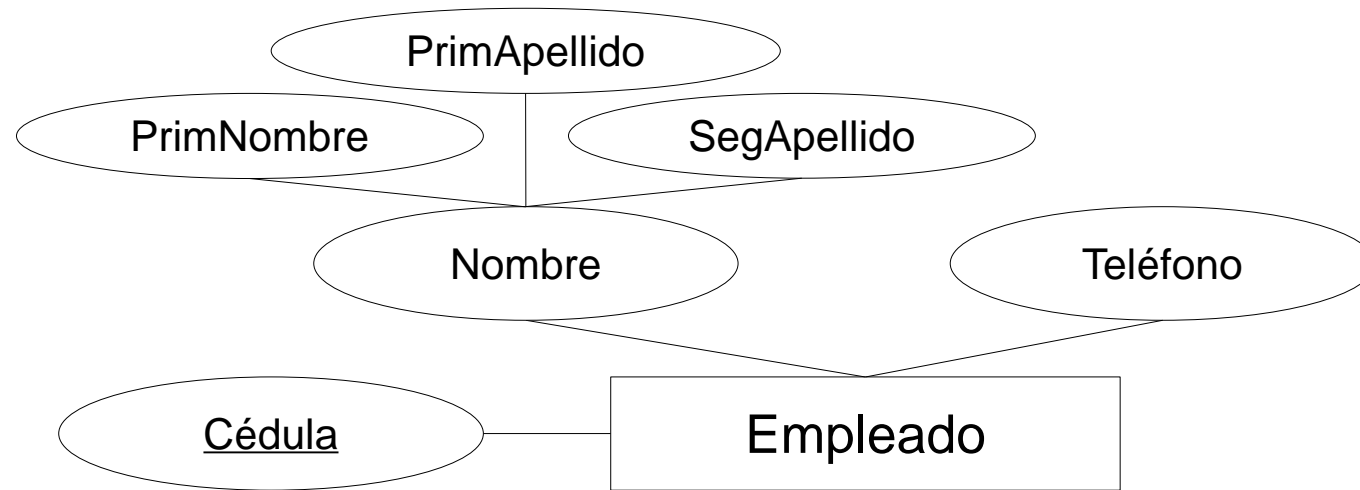 PrimApellido
PrimNombre
SegApellido
Nombre
Teléfono
Cédula
Empleado